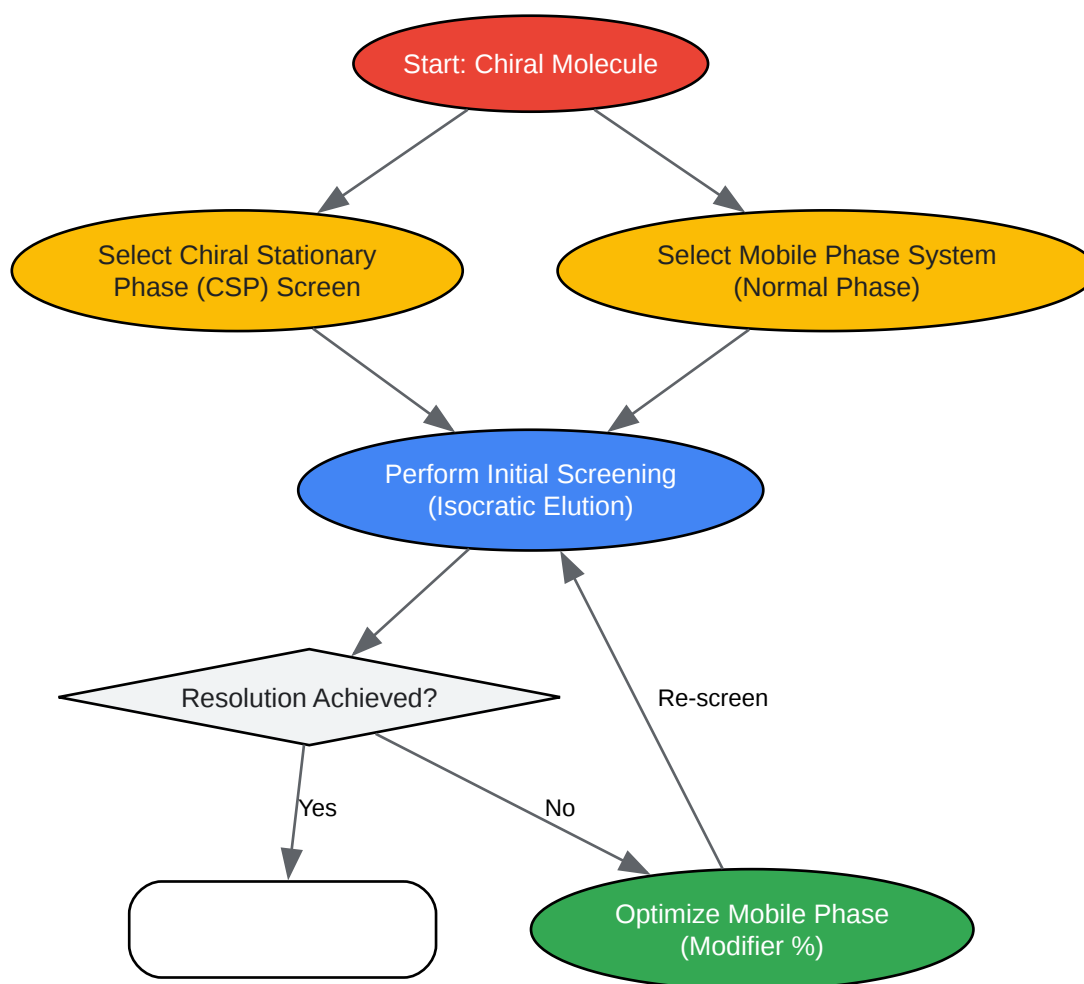 Start: Chiral Molecule
Select Chiral Stationary
Phase (CSP) Screen
Select Mobile Phase System
(Normal Phase)
Perform Initial Screening
(Isocratic Elution)
Resolution Achieved?
Re-screen
Yes
No
Optimize Mobile Phase
(Modifier %)